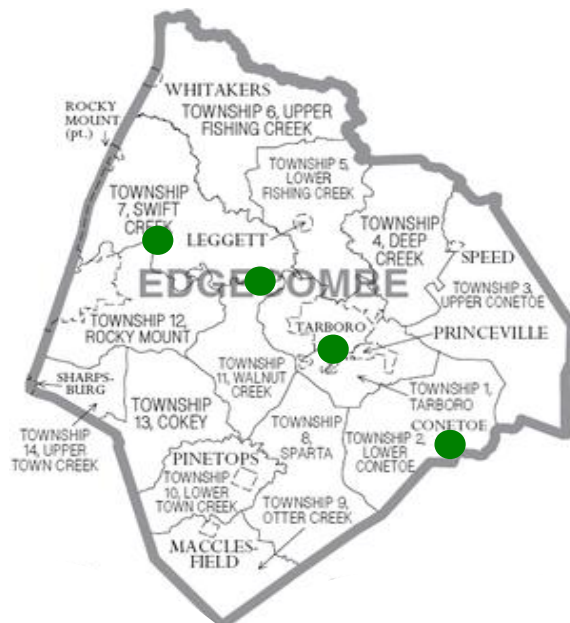 WHITAKERS
TOWNSHIP 6, UPPER
FISHING CREEK
ROCKY
MOUNT
(pt.)
TOWNSHIP 5,
LOWER
FISHING CREEK
TOWNSHIP
7, SWIFT
CREEK
LEGGETT
TOWNSHIP
4, DEEP
CREEK
SPEED
EDGECOMBE
TOWNSHIP 3,
UPPER CONETOE
TOWNSHIP 12,
ROCKY MOUNT
TARBORO
PRINCEVILLE
SHARPS-
BURG
TOWNSHIP
11, WALNUT
CREEK
TOWNSHIP 1,
TARBORO
TOWNSHIP
13, COKEY
TOWNSHIP
14, UPPER
TOWN CREEK
TOWNSHIP
8,
SPARTA
TOWNSHIP 2,
LOWER
CONETOE
CONETOE
PINETOPS
TOWNSHIP
10, LOWER
TOWN CREEK
TOWNSHIP 9,
OTTER CREEK
MACCLES-
FIELD